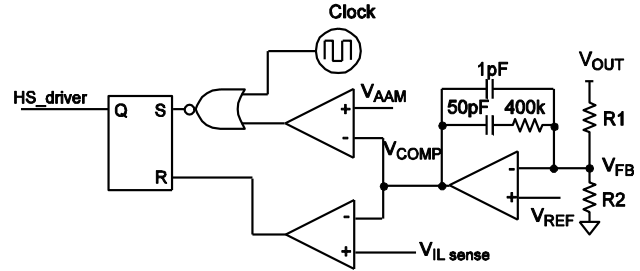 Clock
HS_driver
Q
S
R
+
-
V_AAM
V_COMP
-
+
V_IL sense
1pF
50pF 400k
-
+
V_REF
V_OUT
R1
V_FB
R2